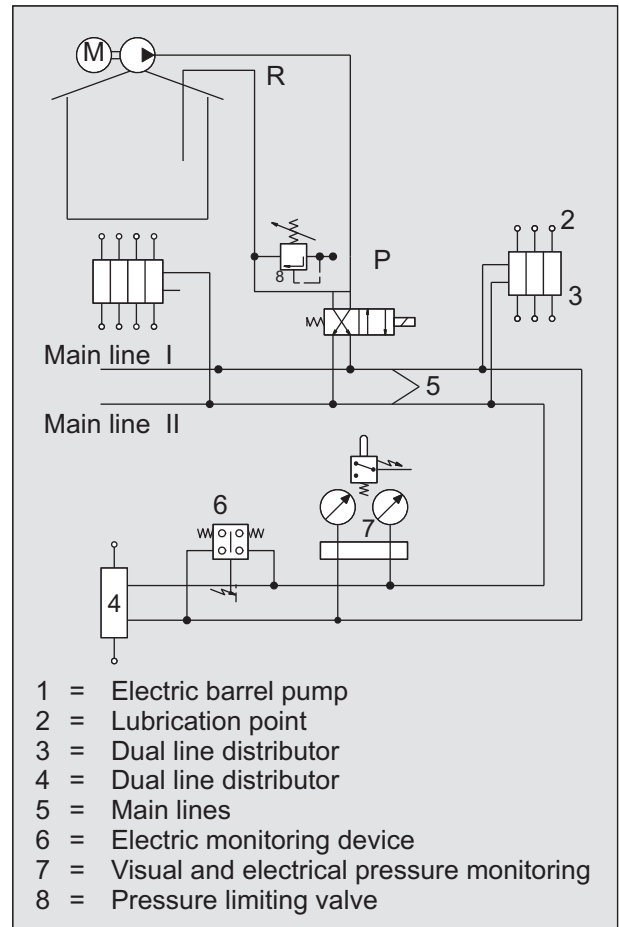 M
R
P
8
2
3
Main line I
5
Main line II
6
7
4
1 = Electric barrel pump
2 = Lubrication point
3 = Dual line distributor
4 = Dual line distributor
5 = Main lines
6 = Electric monitoring device
7 = Visual and electrical pressure monitoring
8 = Pressure limiting valve